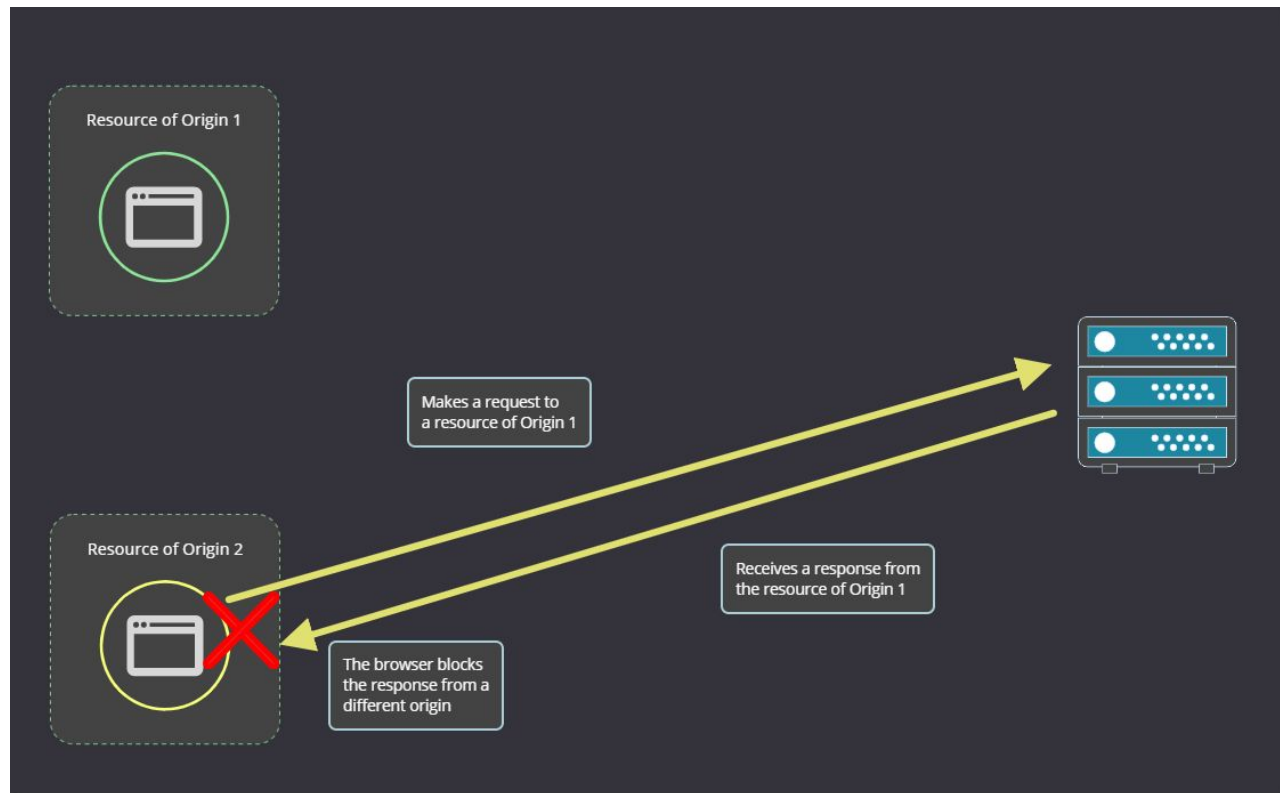 Resource of Origin 1
Makes a request to
a resource of Origin 1
Resource of Origin 2
Receives a response from
the resource of Origin 1
The browser blocks
the response from a
different origin